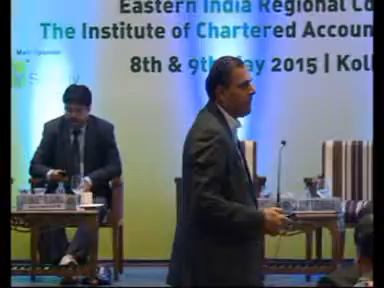 Eastern India Regional Co
The Institute of Chartered Accoun
8th & 9th May 2015 | Kol